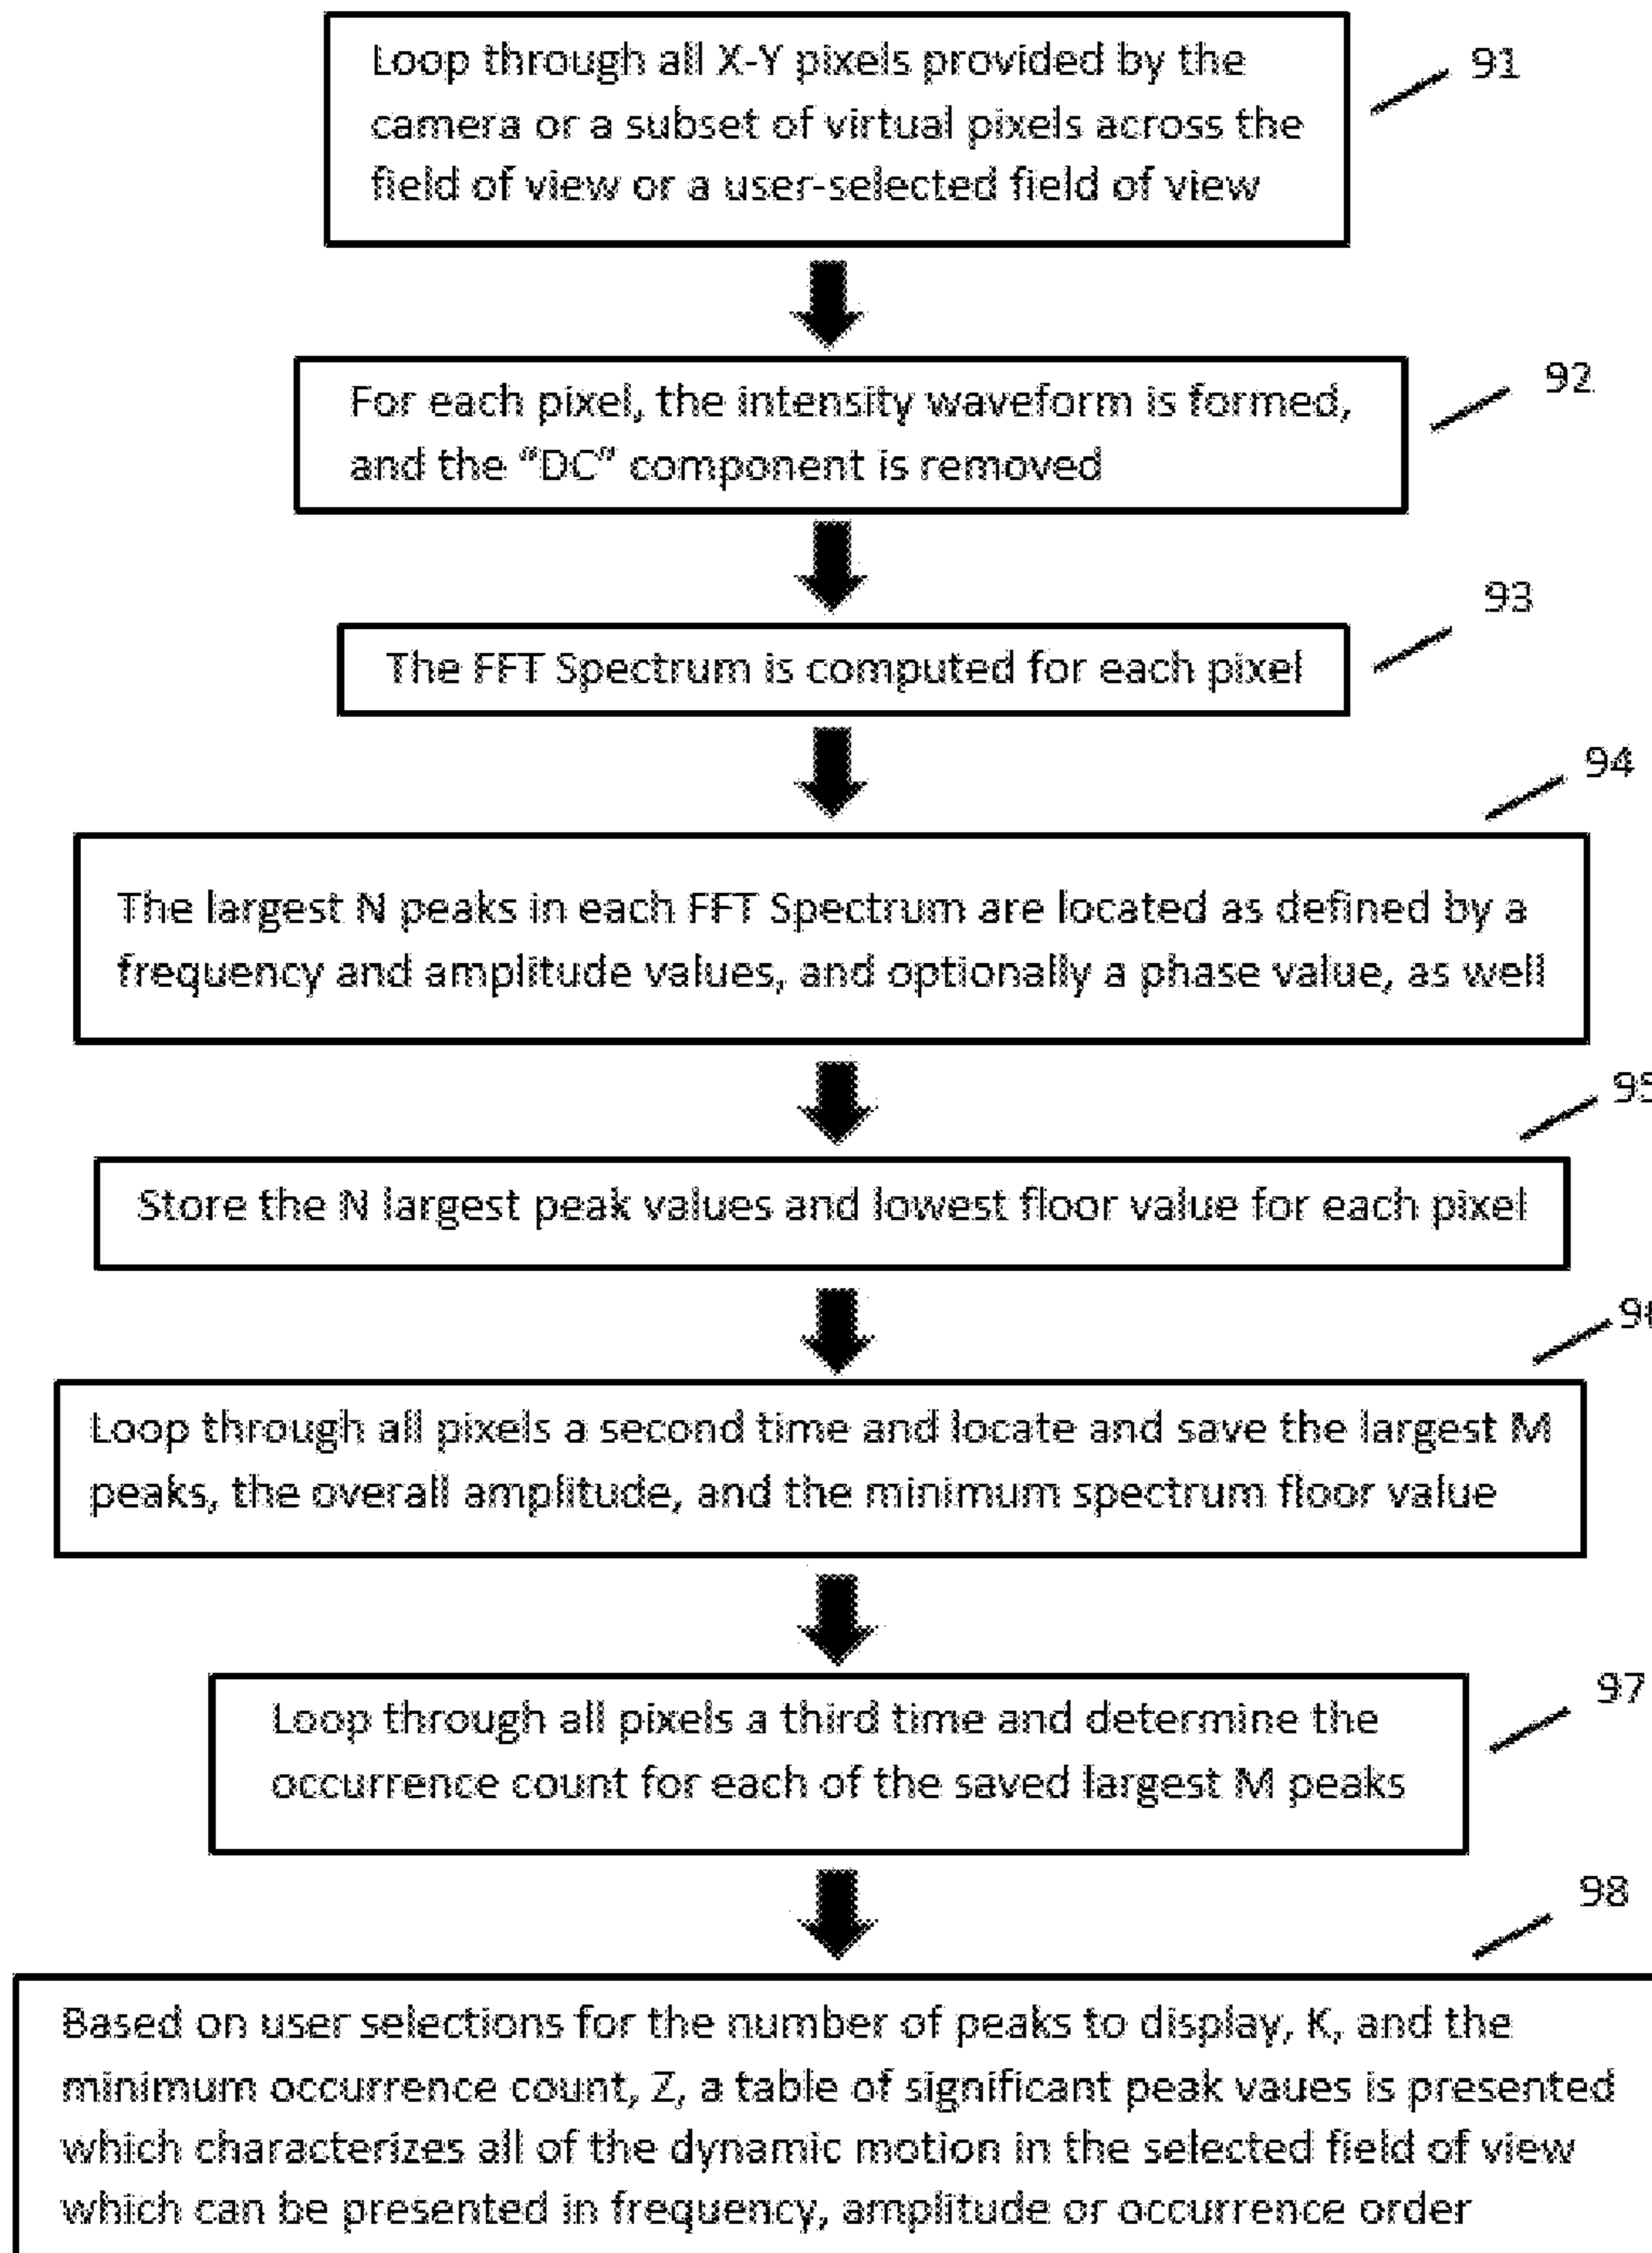 Loop through all X-Y pixels provided by the
camera or a subset of virtual pixels across the
field of view or a user-selected field of view
91
For each pixel, the intensity waveform is formed,
and the “DC” component is removed
92
The FFT Spectrum is computed for each pixel
93
The largest N peaks in each FFT Spectrum are located as defined by a
frequency and amplitude values, and optionally a phase value, as well
94
Store the N largest peak values and lowest floor value for each pixel
95
Loop through all pixels a second time and locate and save the largest M
peaks, the overall amplitude, and the minimum spectrum floor value
96
Loop through all pixels a third time and determine the
occurrence count for each of the saved largest M peaks
97
Based on user selections for the number of peaks to display, K, and the
minimum occurrence count, Z, a table of significant peak vaues is presented
which characterizes all of the dynamic motion in the selected field of view
which can be presented in frequency, amplitude or occurrence order
98